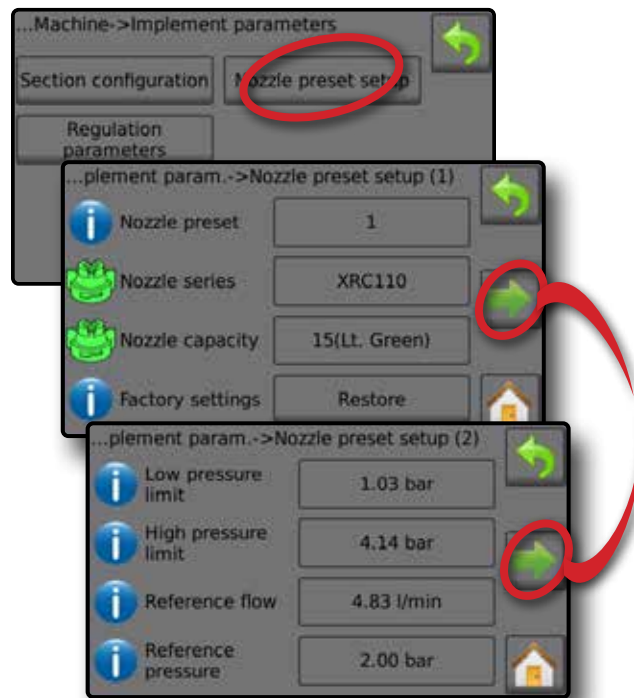 ...Machine->Implement parameters
Section configuration
Nozzle preset setup
Regulation
parameters
...plement param.->Nozzle preset setup (1)
Nozzle preset
1
Nozzle series
XRC110
Nozzle capacity
15(Lt. Green)
Factory settings
Restore
...plement param.->Nozzle preset setup (2)
Low pressure
limit
1.03 bar
High pressure
limit
4.14 bar
Reference flow
4.83 l/min
Reference
pressure
2.00 bar